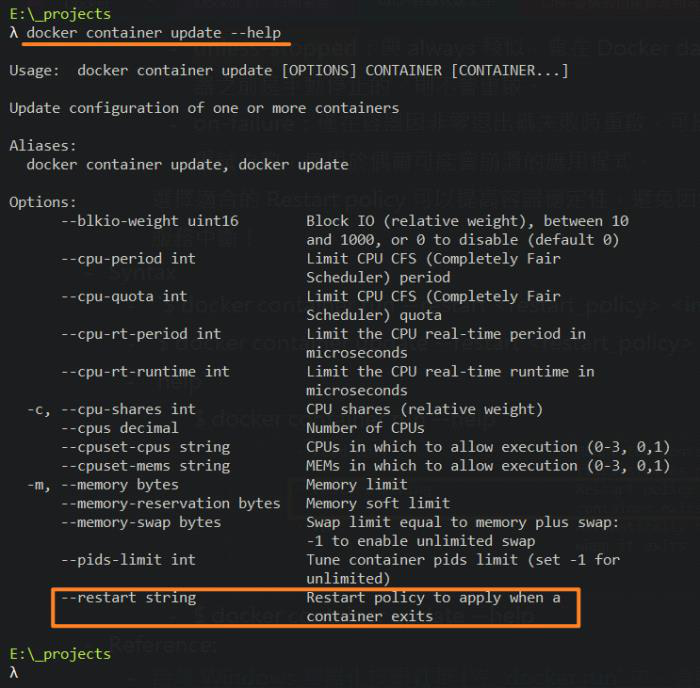 E:\_projects
λ docker container update --help
Usage:  docker container update [OPTIONS] CONTAINER [CONTAINER...]
Update configuration of one or more containers
Aliases:
  docker container update, docker update
Options:
      --blkio-weight uint16        Block IO (relative weight), between 10
                                   and 1000, or 0 to disable (default 0)
      --cpu-period int             Limit CPU CFS (Completely Fair
                                   Scheduler) period
      --cpu-quota int              Limit CPU CFS (Completely Fair
                                   Scheduler) quota
      --cpu-rt-period int          Limit the CPU real-time period in
                                   microseconds
      --cpu-rt-runtime int         Limit the CPU real-time runtime in
                                   microseconds
  -c, --cpu-shares int             CPU shares (relative weight)
      --cpus decimal               Number of CPUs
      --cpuset-cpus string         CPUs in which to allow execution (0-3, 0,1)
      --cpuset-mems string         MEMs in which to allow execution (0-3, 0,1)
  -m, --memory bytes               Memory limit
      --memory-reservation bytes   Memory soft limit
      --memory-swap bytes          Swap limit equal to memory plus swap:
                                   -1 to enable unlimited swap
      --pids-limit int             Tune container pids limit (set -1 for
                                   unlimited)
      --restart string             Restart policy to apply when a
                                   container exits
E:\_projects
λ